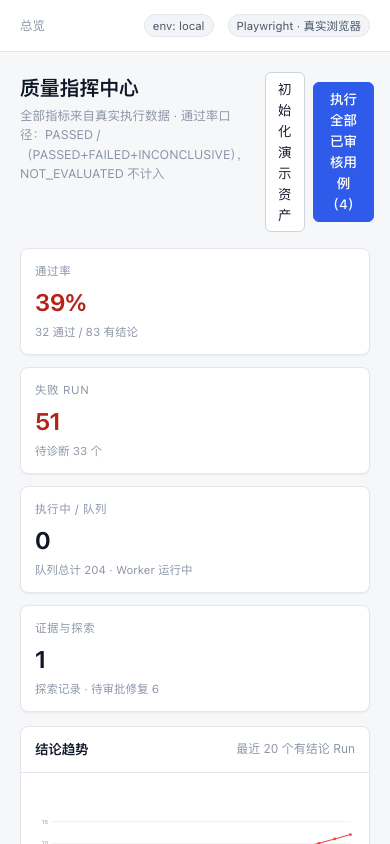 总览
env: local
Playwright · 真实浏览器
质量指挥中心
全部指标来自真实执行数据 · 通过率口
径：PASSED /
（PASSED+FAILED+INCONCLUSIVE），
NOT_EVALUATED 不计入
初
始
化
演
示
资
产
执行
全部
已审
核用
例
(4)
通过率
39%
32 通过 / 83 有结论
失败 RUN
51
待诊断 33 个
执行中 / 队列
0
队列总计 204 · Worker 运行中
证据与探索
1
探索记录 · 待审批修复 6
结论趋势
最近 20 个有结论 Run
15